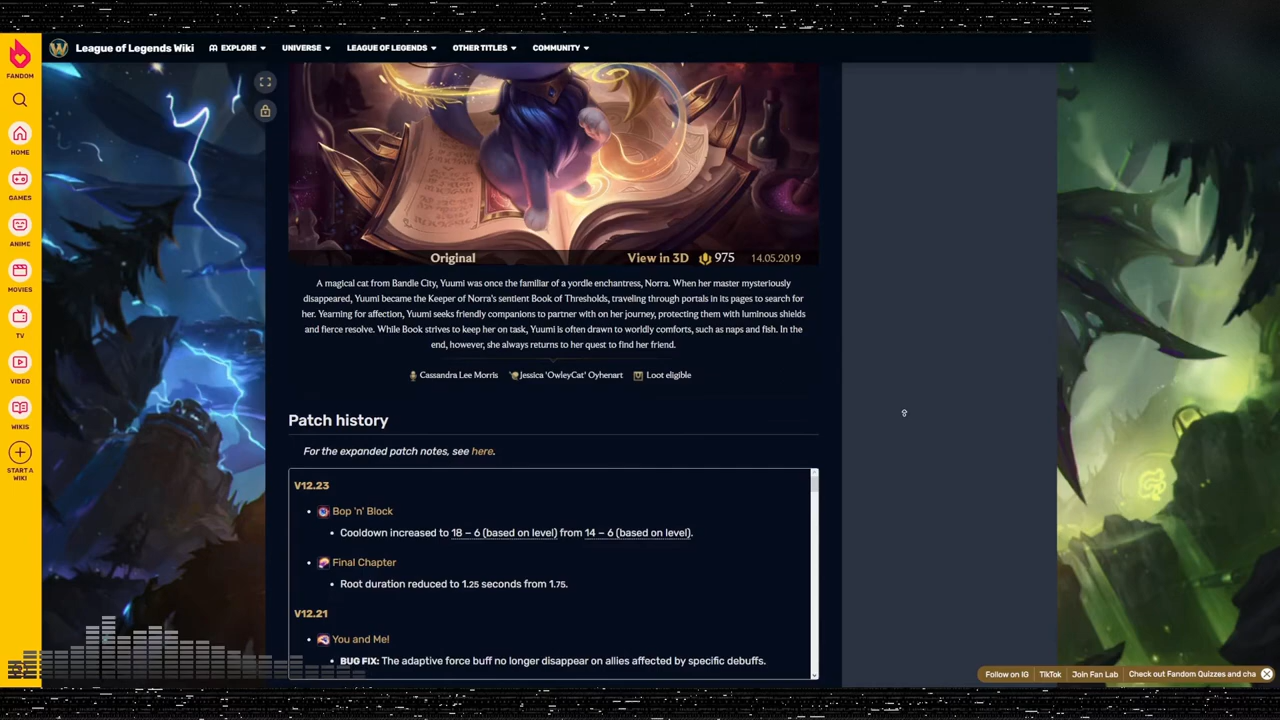 League of Legends Wiki EXPLORE UNIVERSE LEAGUE OF LEGENDS OTHER TITLES COMMUNITY
FANDOM
HOME
GAMES
ANIME
MOVIES
TV
VIDEO
WIKIS
START A
WIKI
Original View in 3D 975 14.05.2019
A magical cat from Bandle City, Yuumi was once the familiar of a yordle enchantress, Norra. When her master mysteriously
disappeared, Yuumi became the Keeper of Norra's sentient Book of Thresholds, traveling through portals in its pages to search for
her. Yearning for affection, Yuumi seeks friendly companions to partner with on her journey, protecting them with luminous shields
and fierce resolve. While Book strives to keep her on task, Yuumi is often drawn to worldly comforts, such as naps and fish. In the
end, however, she always returns to her quest to find her friend.
Cassandra Lee Morris Jessica 'OwleyCat' Oyhenart Loot eligible
Patch history
For the expanded patch notes, see here.
V12.23
Bop 'n' Block
Cooldown increased to 18 – 6 (based on level) from 14 – 6 (based on level).
Final Chapter
Root duration reduced to 1.25 seconds from 1.75.
V12.21
You and Me!
BUG FIX: The adaptive force buff no longer disappear on allies affected by specific debuffs.
Follow on IG TikTok Join Fan Lab Check out Fandom Quizzes and cha